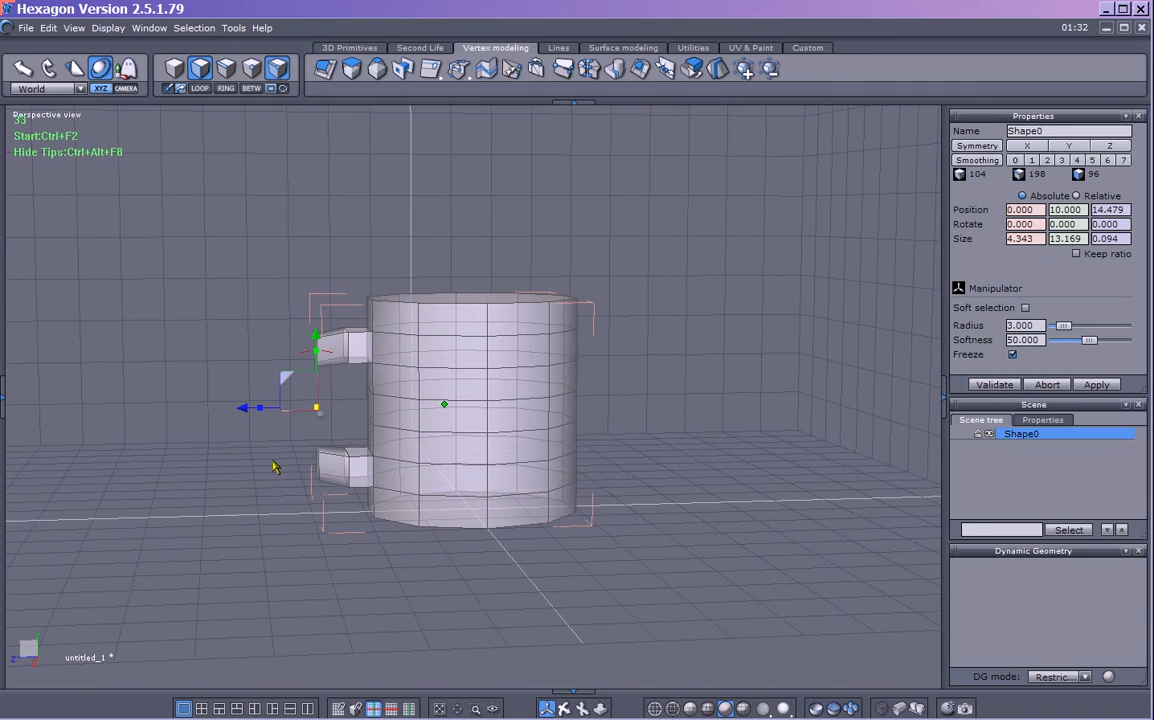 Hexagon Version 2.5.1.79
File Edit View Display Window Selection Tools Help
01:32
3D Primitives Second Life Vertex modeling Lines Surface modeling Utilities UV & Paint Custom
World XYZ CAMERA LOOP RING BETW
Perspective view
33
Start:Ctrl+F2
Hide Tips:Ctrl+Alt+F8
Properties
Name Shape0
Symmetry X Y Z
Smoothing 0 1 2 3 4 5 6 7
104 198 96
Absolute Relative
Position 0.000 10.000 14.479
Rotate 0.000 0.000 0.000
Size 4.343 13.169 0.094
Keep ratio
Manipulator
Soft selection
Radius 3.000
Softness 50.000
Freeze
Validate Abort Apply
Scene
Scene tree Properties
Shape0
Select
Dynamic Geometry
DG mode: Restric...
Y
Z X
untitled_1 *